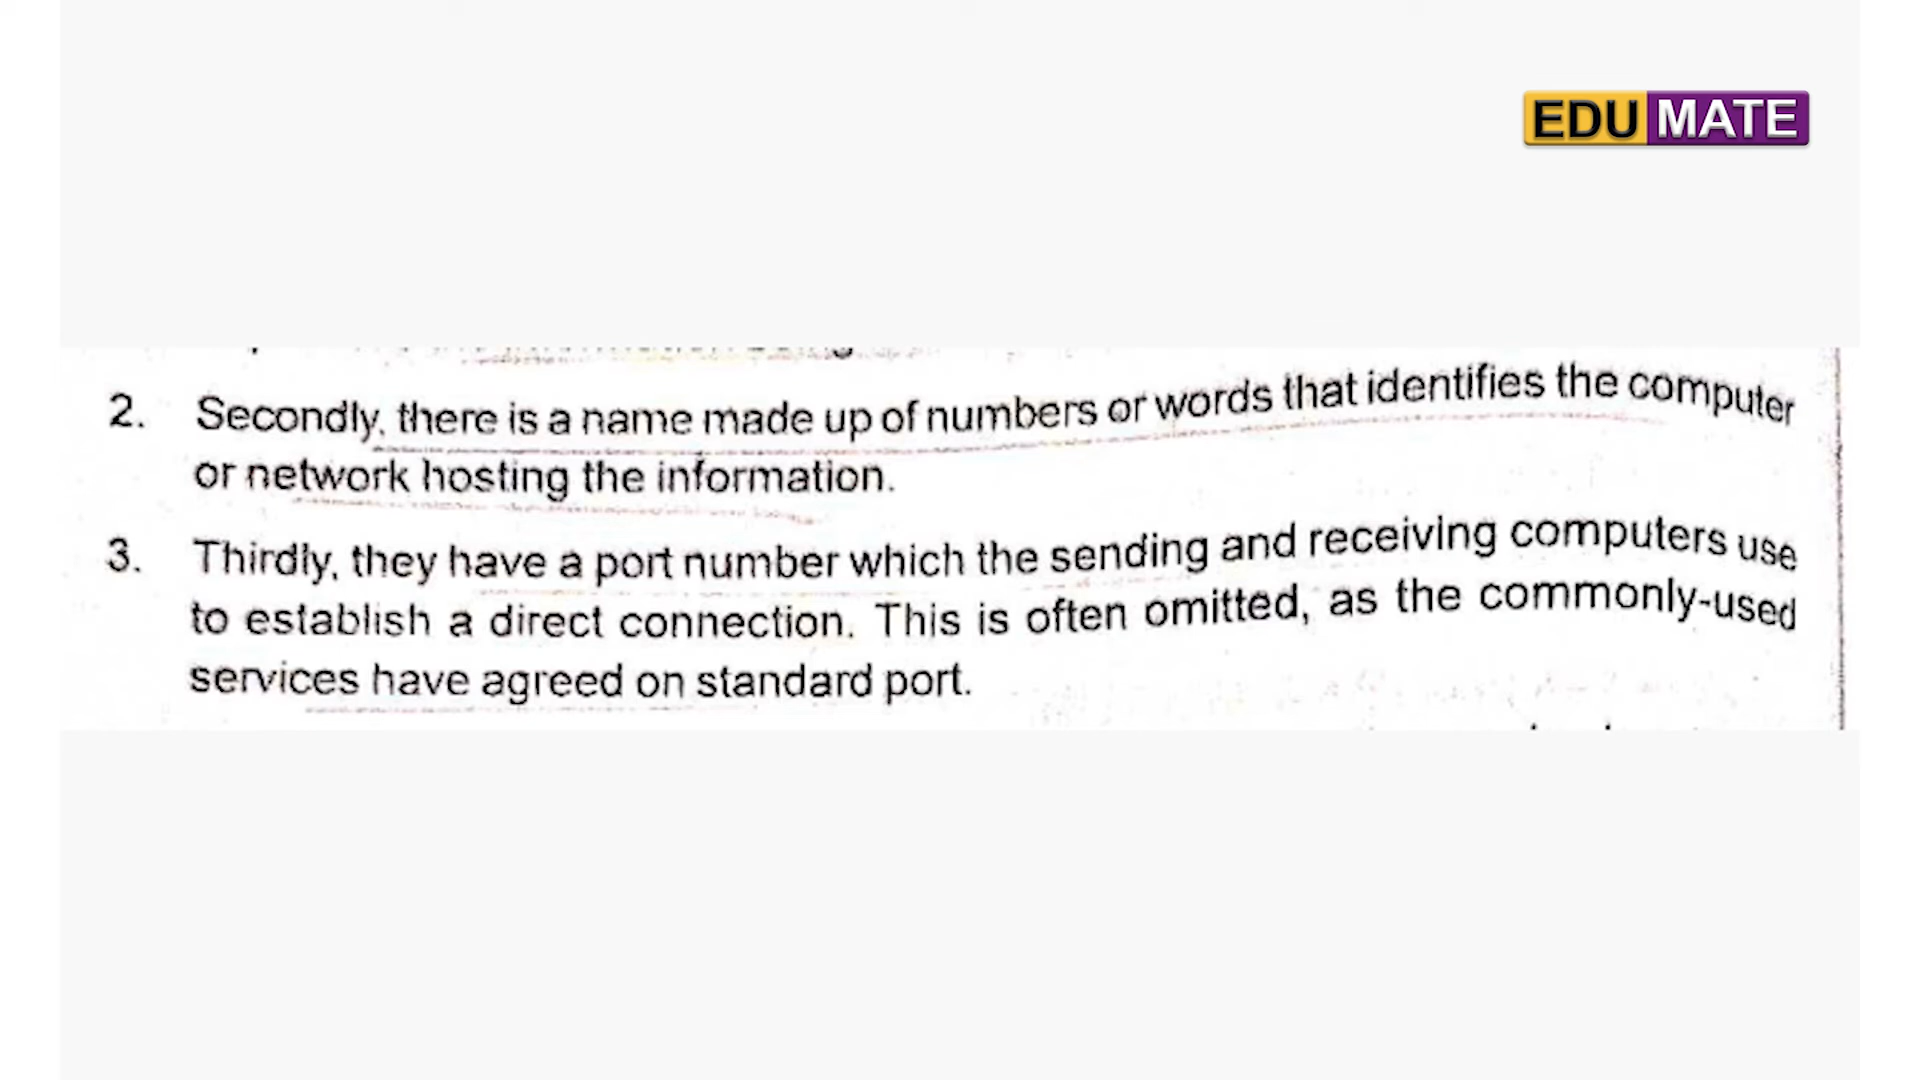 EDUMATE
2. Secondly, there is a name made up of numbers or words that identifies the computer
or network hosting the information.
3. Thirdly, they have a port number which the sending and receiving computers use
to establish a direct connection. This is often omitted, as the commonly-used
services have agreed on standard port.